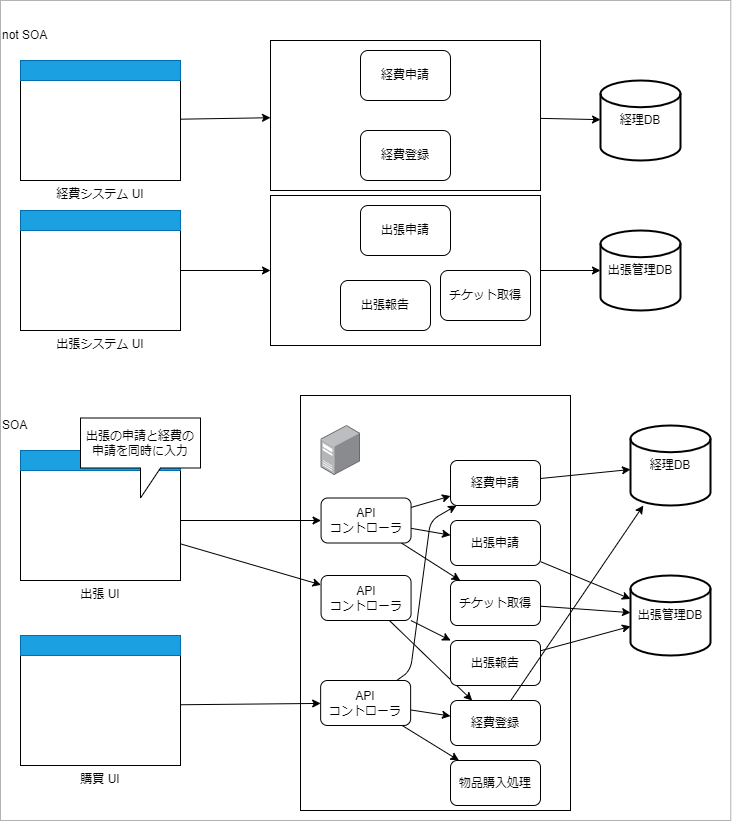 not SOA
経費申請
経費登録
経理DB
経費システム UI
出張申請
出張報告
チケット取得
出張管理DB
出張システム UI
SOA
出張の申請と経費の
申請を同時に入力
出張 UI
API
コントローラ
API
コントローラ
経費申請
出張申請
チケット取得
出張報告
経理DB
出張管理DB
購買 UI
API
コントローラ
経費登録
物品購入処理